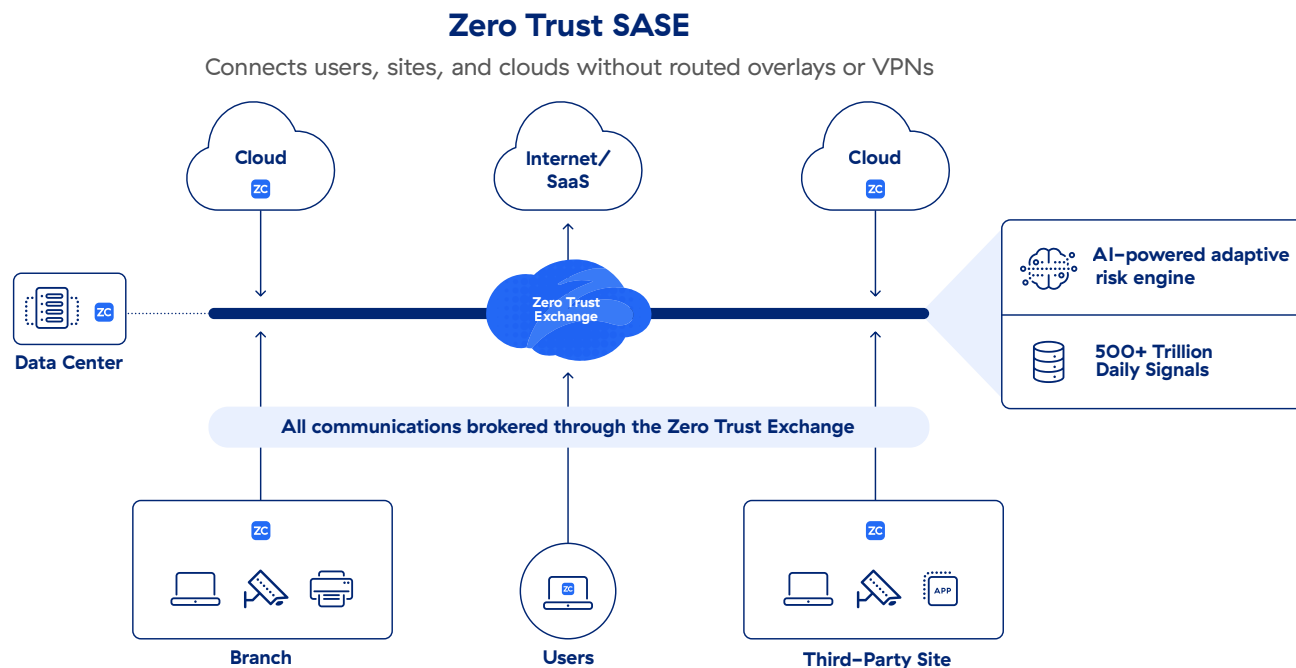 Zero Trust SASE
Connects users, sites, and clouds without routed overlays or VPNs
Cloud
ZC
Internet/
SaaS
Cloud
ZC
ZC
Data Center
Zero Trust
Exchange
AI-powered adaptive
risk engine
500+ Trillion
Daily Signals
All communications brokered through the Zero Trust Exchange
ZC
Branch
ZC
Users
ZC
APP
Third-Party Site